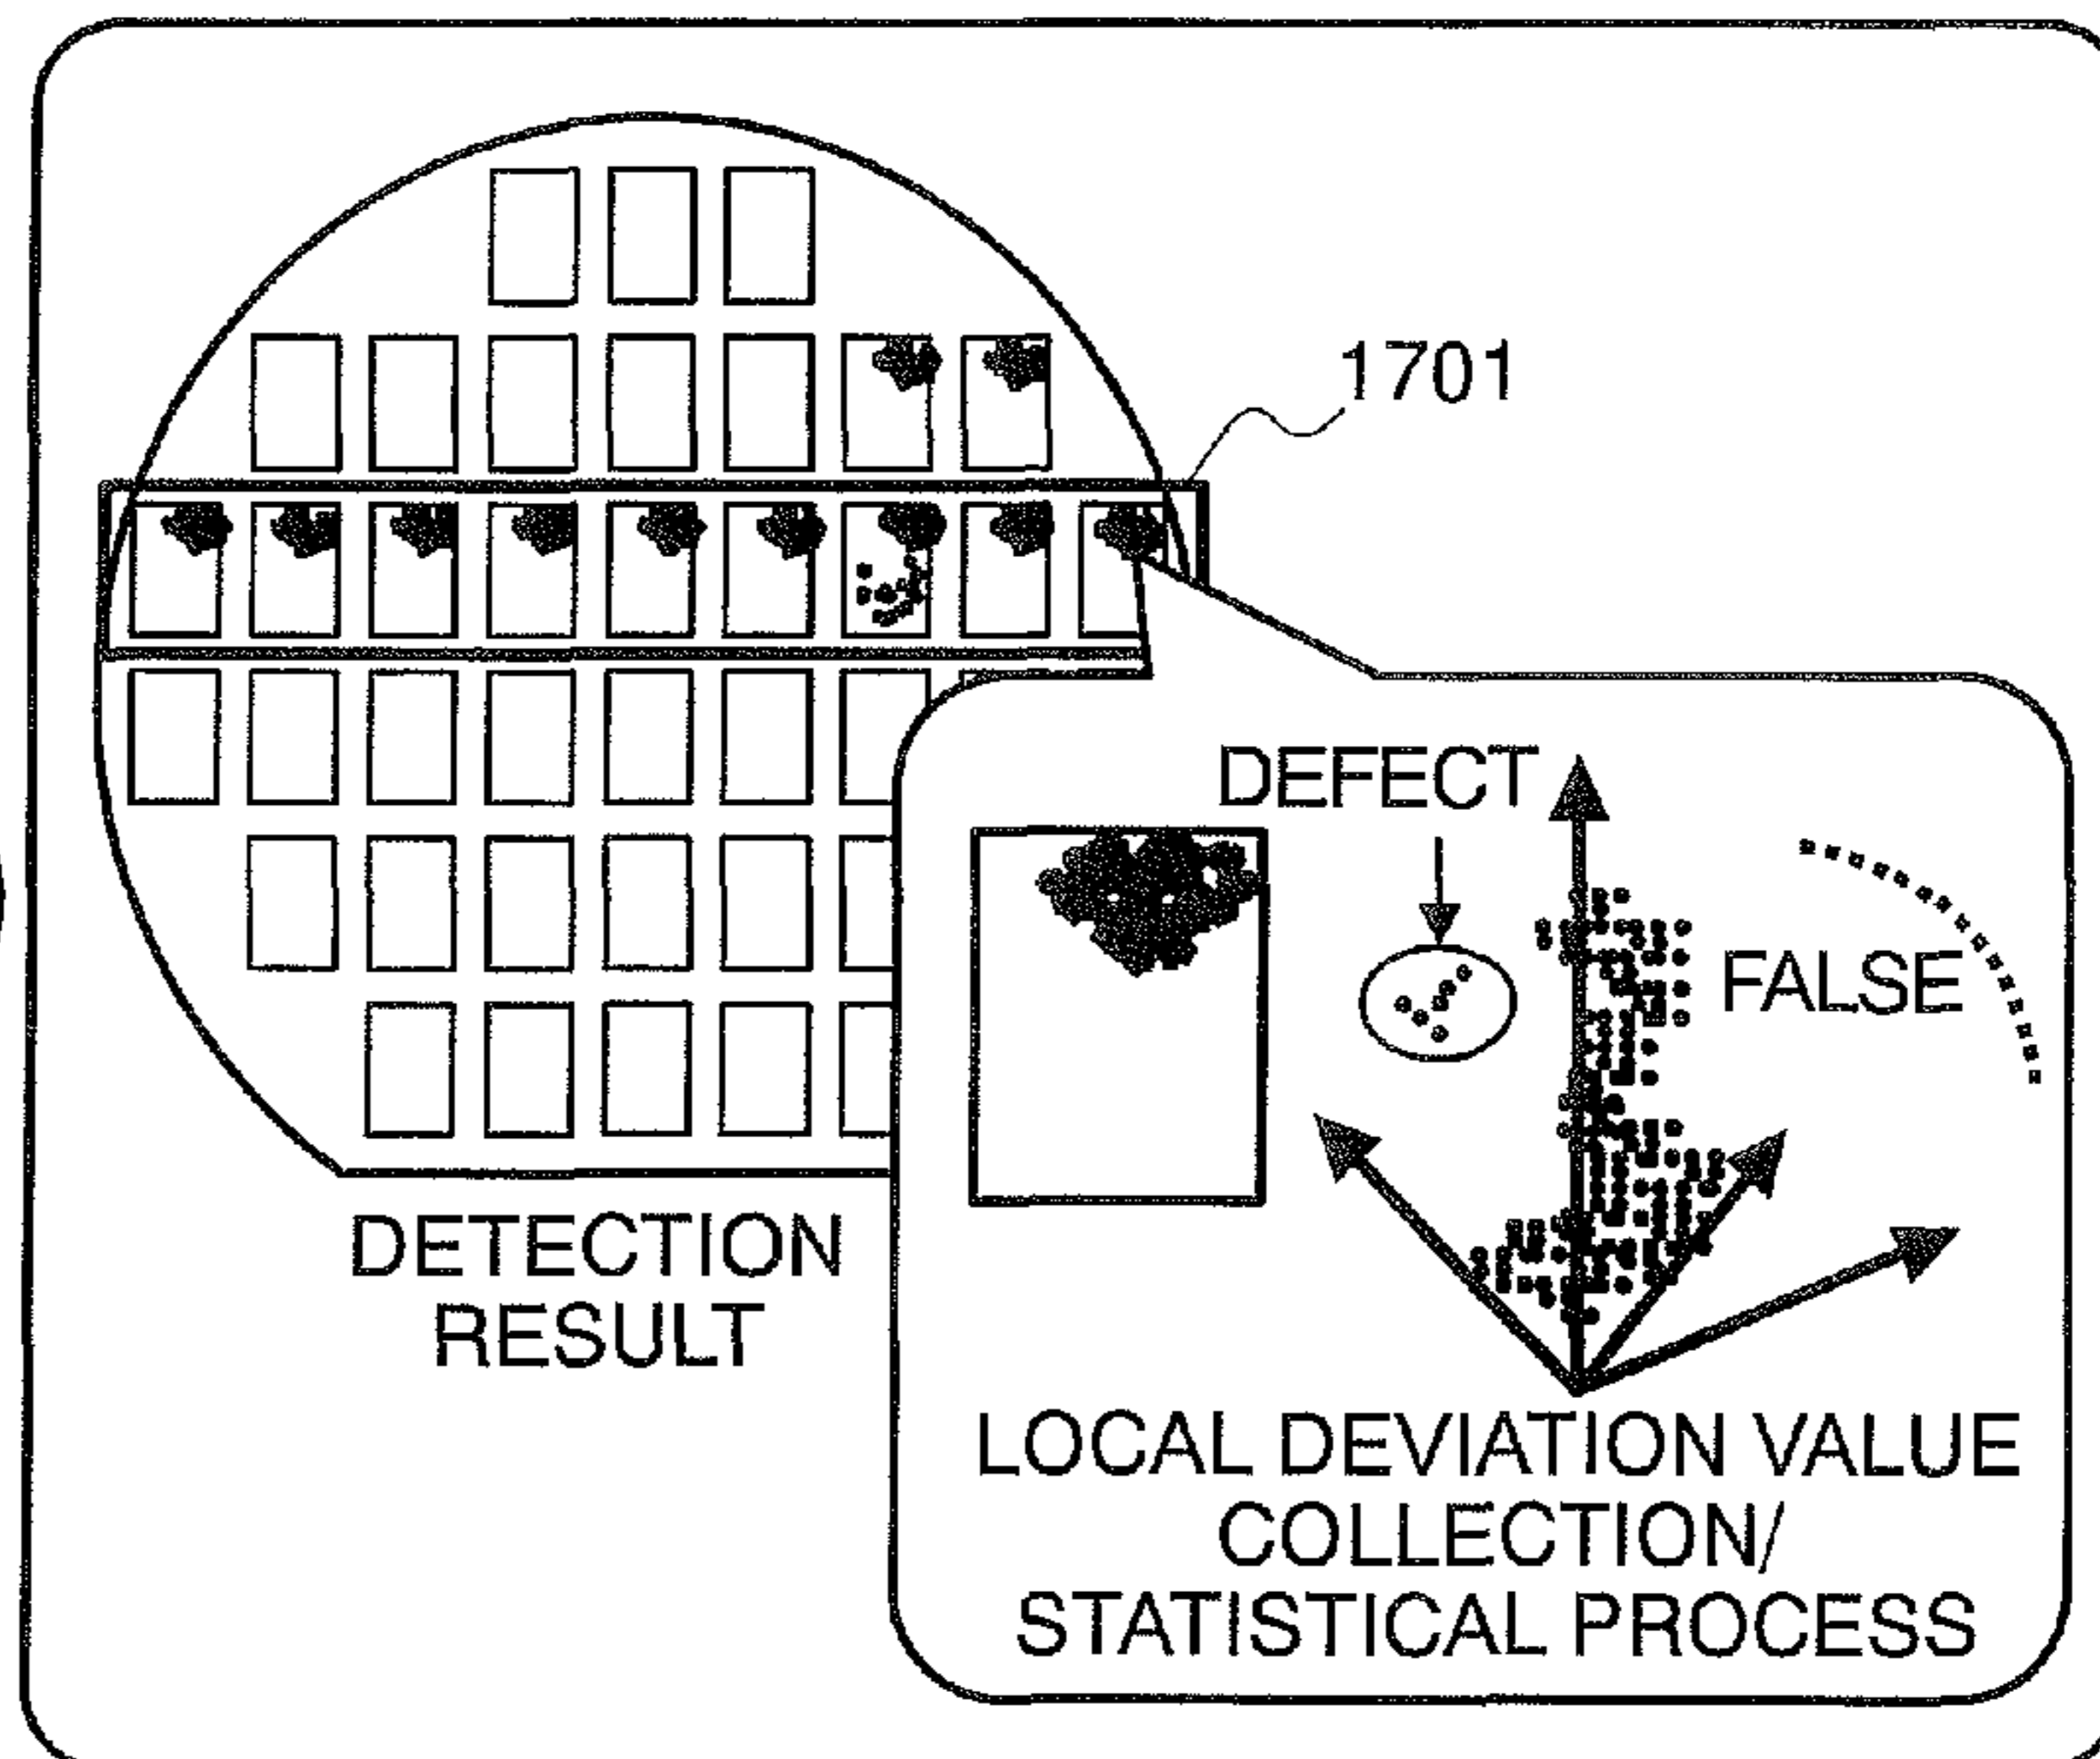 1701
DEFECT
FALSE
DETECTION
RESULT
LOCAL DEVIATION VALUE
COLLECTION/
STATISTICAL PROCESS